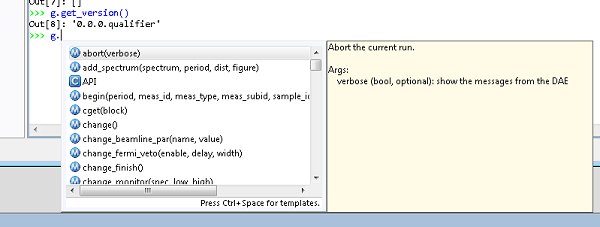 Out[7]: []
>>> g.get_version()
Out[8]: '0.0.0.qualifier'
>>> g.
abort(verbose)
add_spectrum(spectrum, period, dist, figure)
API
begin(period, meas_id, meas_type, meas_subid, sample_id
cget(block)
change()
change_beamline_par(name, value)
change_fermi_veto(enable, delay, width)
change_finish()
change_monitor(spec, low, high)
Press Ctrl+Space for templates.
Abort the current run.
Args:
verbose (bool, optional): show the messages from the DAE